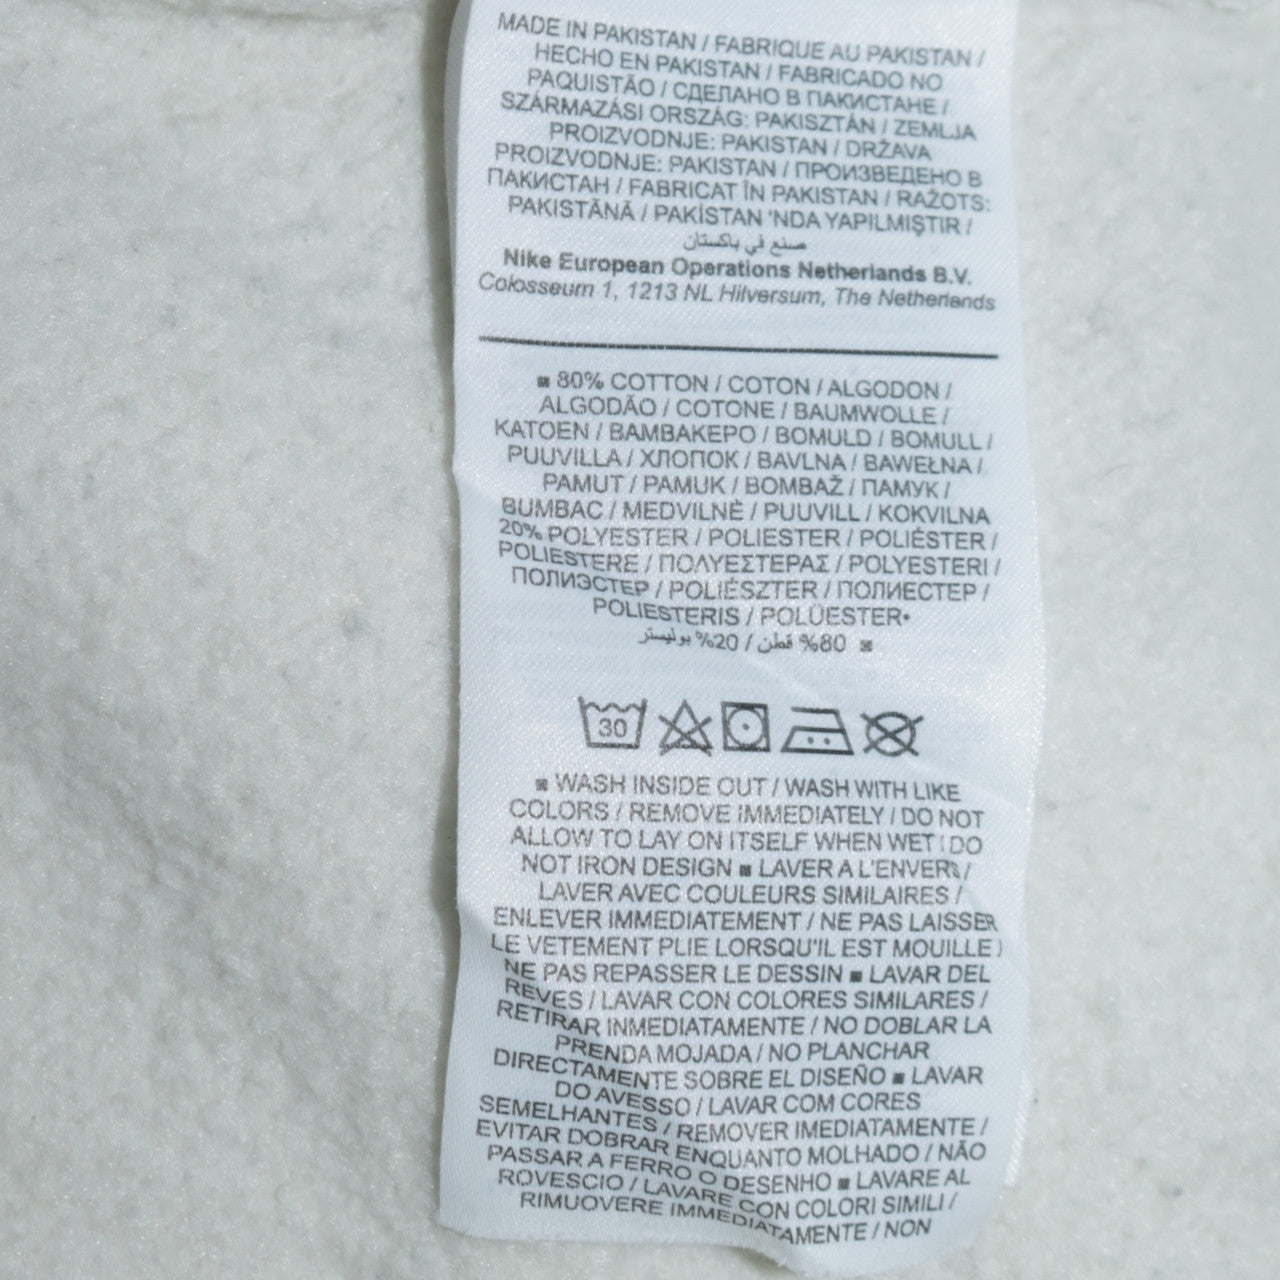 MADE IN PAKISTAN / FABRIQUE AU PAKISTAN /
HECHO EN PAKISTAN / FABRICADO NO
PAQUISTÃO / СДЕЛАНО В ПАКИСТАНЕ /
SZÁRMAZÁSI ORSZÁG: PAKISZTÁN / ZEMLJA
PROIZVODNJE: PAKISTAN / DRŽAVA
PROIZVODNJE: PAKISTAN / ПРОИЗВЕДЕНО В
ПАКИСТАН / FABRICAT ÎN PAKISTAN / RAŽOTS:
PAKISTĀNĀ / PAKİSTAN 'NDA YAPILMIŞTIR /
صنع في باكستان
Nike European Operations Netherlands B.V.
Colosseum 1, 1213 NL Hilversum, The Netherlands
80% COTTON / COTON / ALGODON /
ALGODÃO / COTONE / BAUMWOLLE /
KATOEN / ΒΑΜΒΑΚΕΡΟ / BOMULD / BOMULL /
PUUVILLA / ХЛОПОК / BAVLNA / BAWEŁNA /
PAMUT / PAMUK / BOMBAŽ / ПАМУК /
BUMBAC / MEDVILNĖ / PUUVILL / KOKVILNA
20% POLYESTER / POLIESTER / POLIÉSTER /
POLIESTERE / ΠΟΛΥΕΣΤΕΡΑΣ / POLYESTERI /
ПОЛИЭСТЕР / POLIÉSZTER / ПОЛИЕСТЕР /
POLIESTERIS / POLÜESTER•
80% قطن / 20% بوليستر
30
WASH INSIDE OUT / WASH WITH LIKE
COLORS / REMOVE IMMEDIATELY / DO NOT
ALLOW TO LAY ON ITSELF WHEN WET / DO
NOT IRON DESIGN ■ LAVER A L'ENVERS /
LAVER AVEC COULEURS SIMILAIRES /
ENLEVER IMMEDIATEMENT / NE PAS LAISSER
LE VETEMENT PLIE LORSQU'IL EST MOUILLE /
NE PAS REPASSER LE DESSIN ■ LAVAR DEL
REVES / LAVAR CON COLORES SIMILARES /
RETIRAR INMEDIATAMENTE / NO DOBLAR LA
PRENDA MOJADA / NO PLANCHAR
DIRECTAMENTE SOBRE EL DISEÑO ■ LAVAR
DO AVESSO / LAVAR COM CORES
SEMELHANTES / REMOVER IMEDIATAMENTE /
EVITAR DOBRAR ENQUANTO MOLHADO / NÃO
PASSAR A FERRO O DESENHO ■ LAVARE AL
ROVESCIO / LAVARE CON COLORI SIMILI /
RIMUOVERE IMMEDIATAMENTE / NON